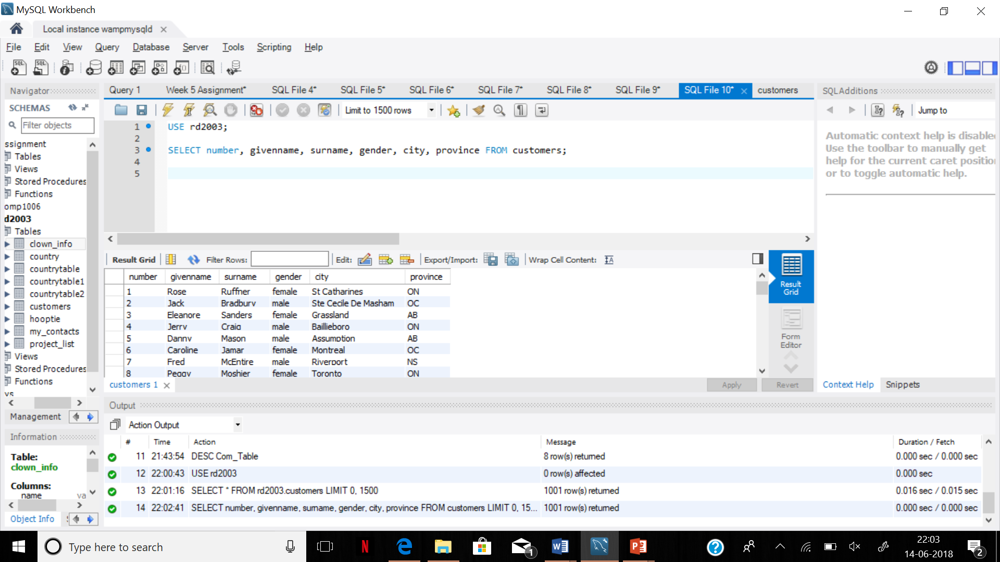 MySQL Workbench
Local instance wampmysqld
File Edit View Query Database Server Tools Scripting Help
Navigator
SCHEMAS
Filter objects
ssignment
Tables
Views
Stored Procedures
Functions
omp1006
d2003
Tables
clown_info
country
countrytable
countrytable1
countrytable2
customers
hooptie
my_contacts
project_list
Views
Stored Procedures
Functions
ys
Management
Information
Table:
clown_info
Columns:
name va
Object Info
Query 1 Week 5 Assignment* SQL File 4* SQL File 5* SQL File 6* SQL File 7* SQL File 8* SQL File 9* SQL File 10* customers
Limit to 1500 rows
1 USE rd2003;
2
3 SELECT number, givenname, surname, gender, city, province FROM customers;
4
5
Result Grid Filter Rows: Edit: Export/Import: Wrap Cell Content:
number givenname surname gender city province
1 Rose Ruffner female St Catharines ON
2 Jack Bradbury male Ste Cecile De Masham QC
3 Eleanore Sanders female Grassland AB
4 Jerry Craig male Baillieboro ON
5 Danny Mason male Assumption AB
6 Caroline Jamar female Montreal QC
7 Fred McEntire male Riverport NS
8 Peggy Moshier female Toronto ON
Result
Grid
Form
Editor
customers 1
Apply Revert
SQLAdditions
Jump to
Automatic context help is disable
Use the toolbar to manually get
help for the current caret positio
or to toggle automatic help.
Context Help Snippets
Output
Action Output
# Time Action Message Duration / Fetch
11 21:43:54 DESC Com_Table 8 row(s) returned 0.000 sec / 0.000 sec
12 22:00:43 USE rd2003 0 row(s) affected 0.000 sec
13 22:01:16 SELECT * FROM rd2003.customers LIMIT 0, 1500 1001 row(s) returned 0.016 sec / 0.015 sec
14 22:02:41 SELECT number, givenname, surname, gender, city, province FROM customers LIMIT 0, 15... 1001 row(s) returned 0.000 sec / 0.000 sec
Type here to search
1
22:03
14-06-2018
2